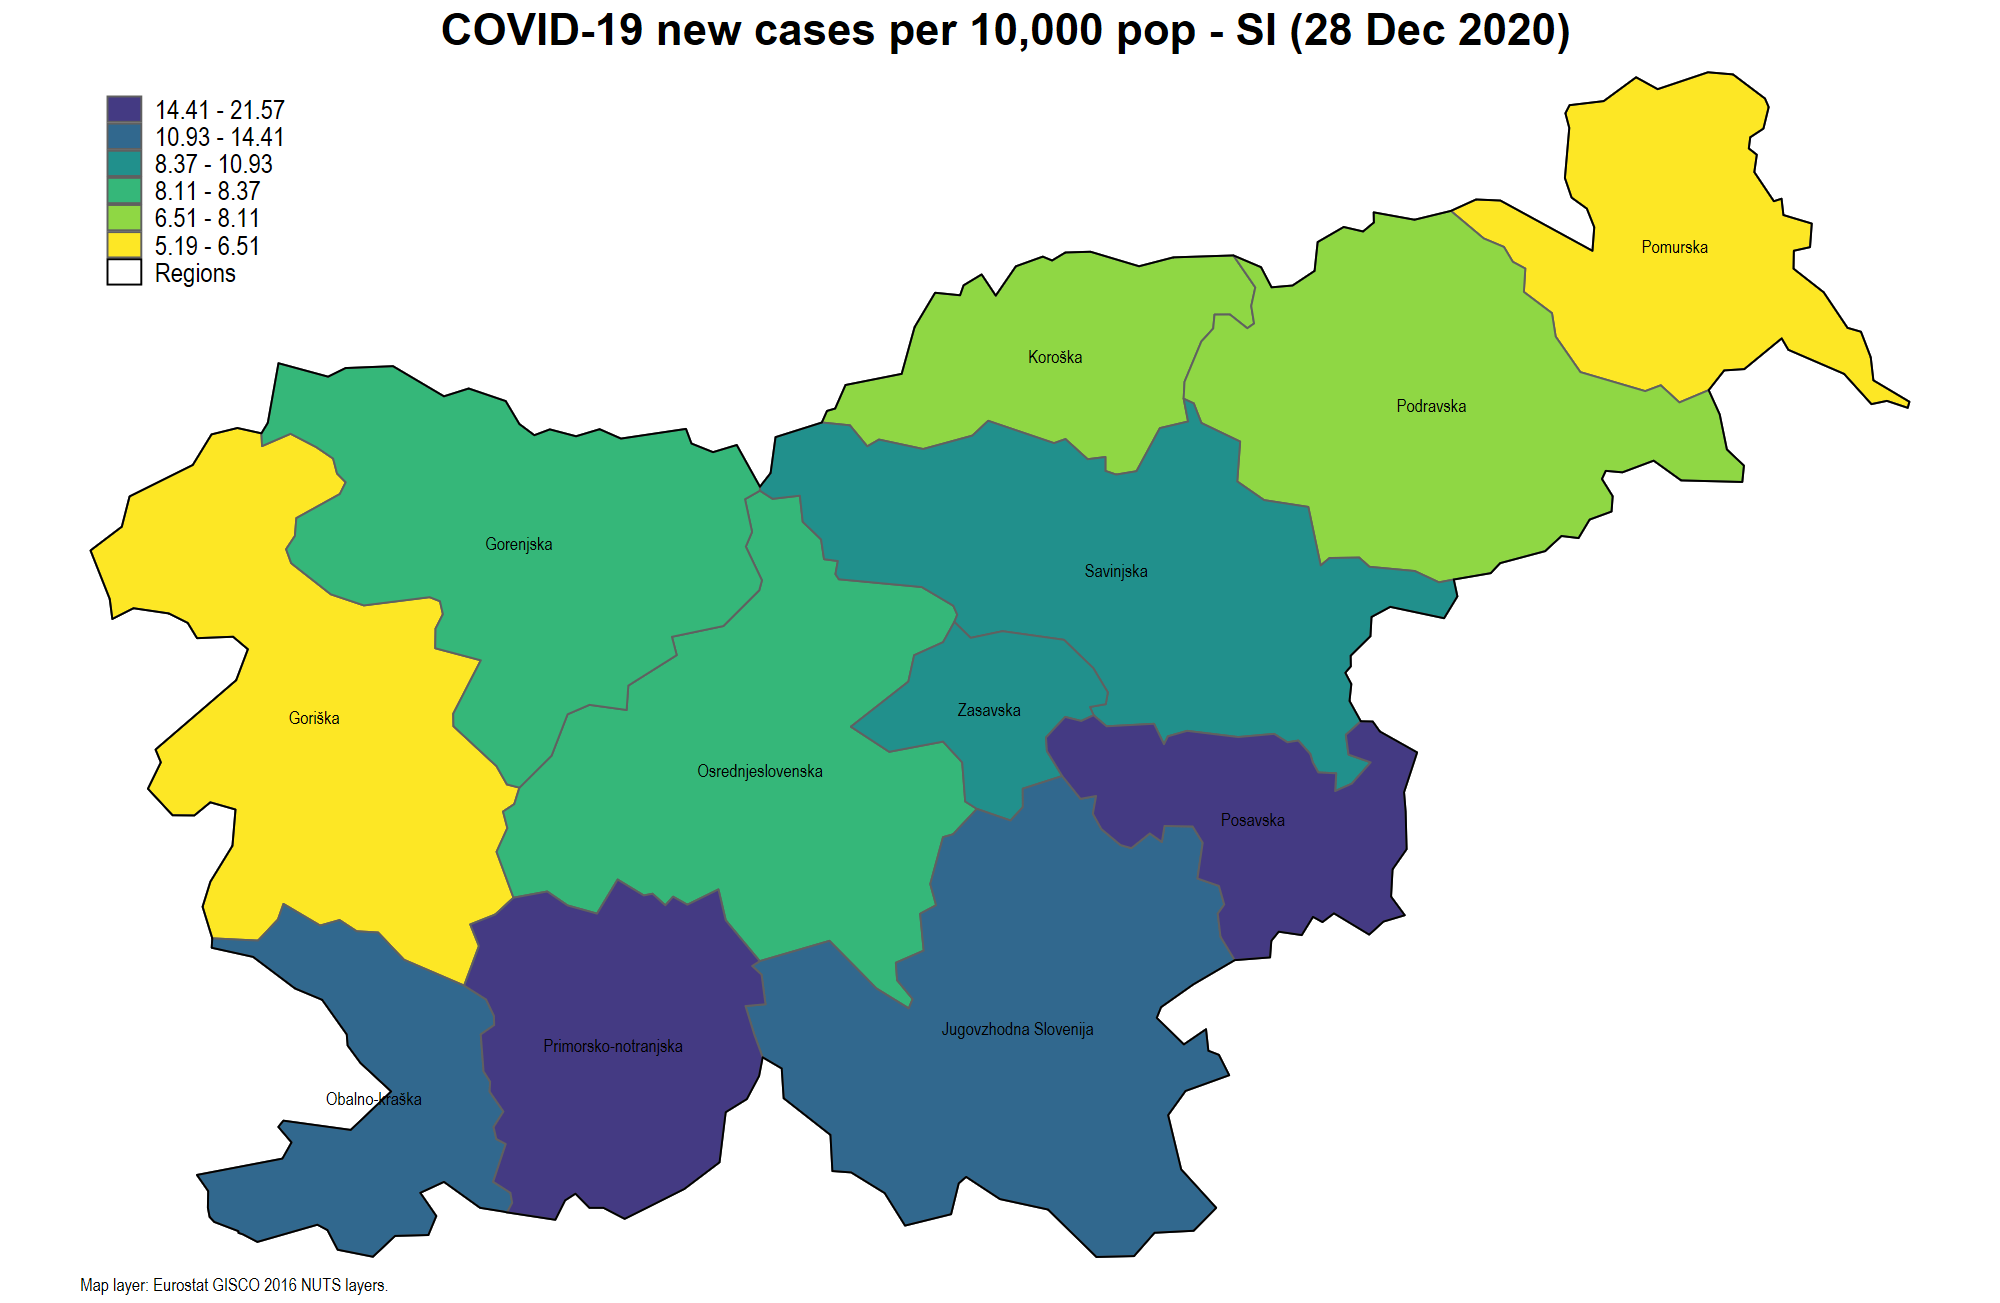 COVID-19 new cases per 10,000 pop - SI (28 Dec 2020)
14.41 - 21.57
10.93 - 14.41
8.37 - 10.93
8.11 - 8.37
6.51 - 8.11
5.19 - 6.51
Regions
Pomurska
Koroška
Podravska
Gorenjska
Savinjska
Zasavska
Goriška
Osrednjeslovenska
Posavska
Jugovzhodna Slovenija
Primorsko-notranjska
Obalno-kraška
Map layer: Eurostat GISCO 2016 NUTS layers.